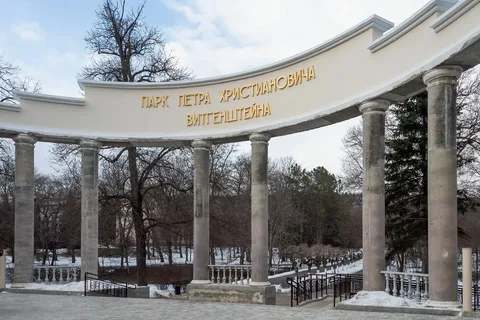 ПАРК ПЕТРА ХРИСТИАНОВИЧА
ВИТГЕНШТЕЙНА